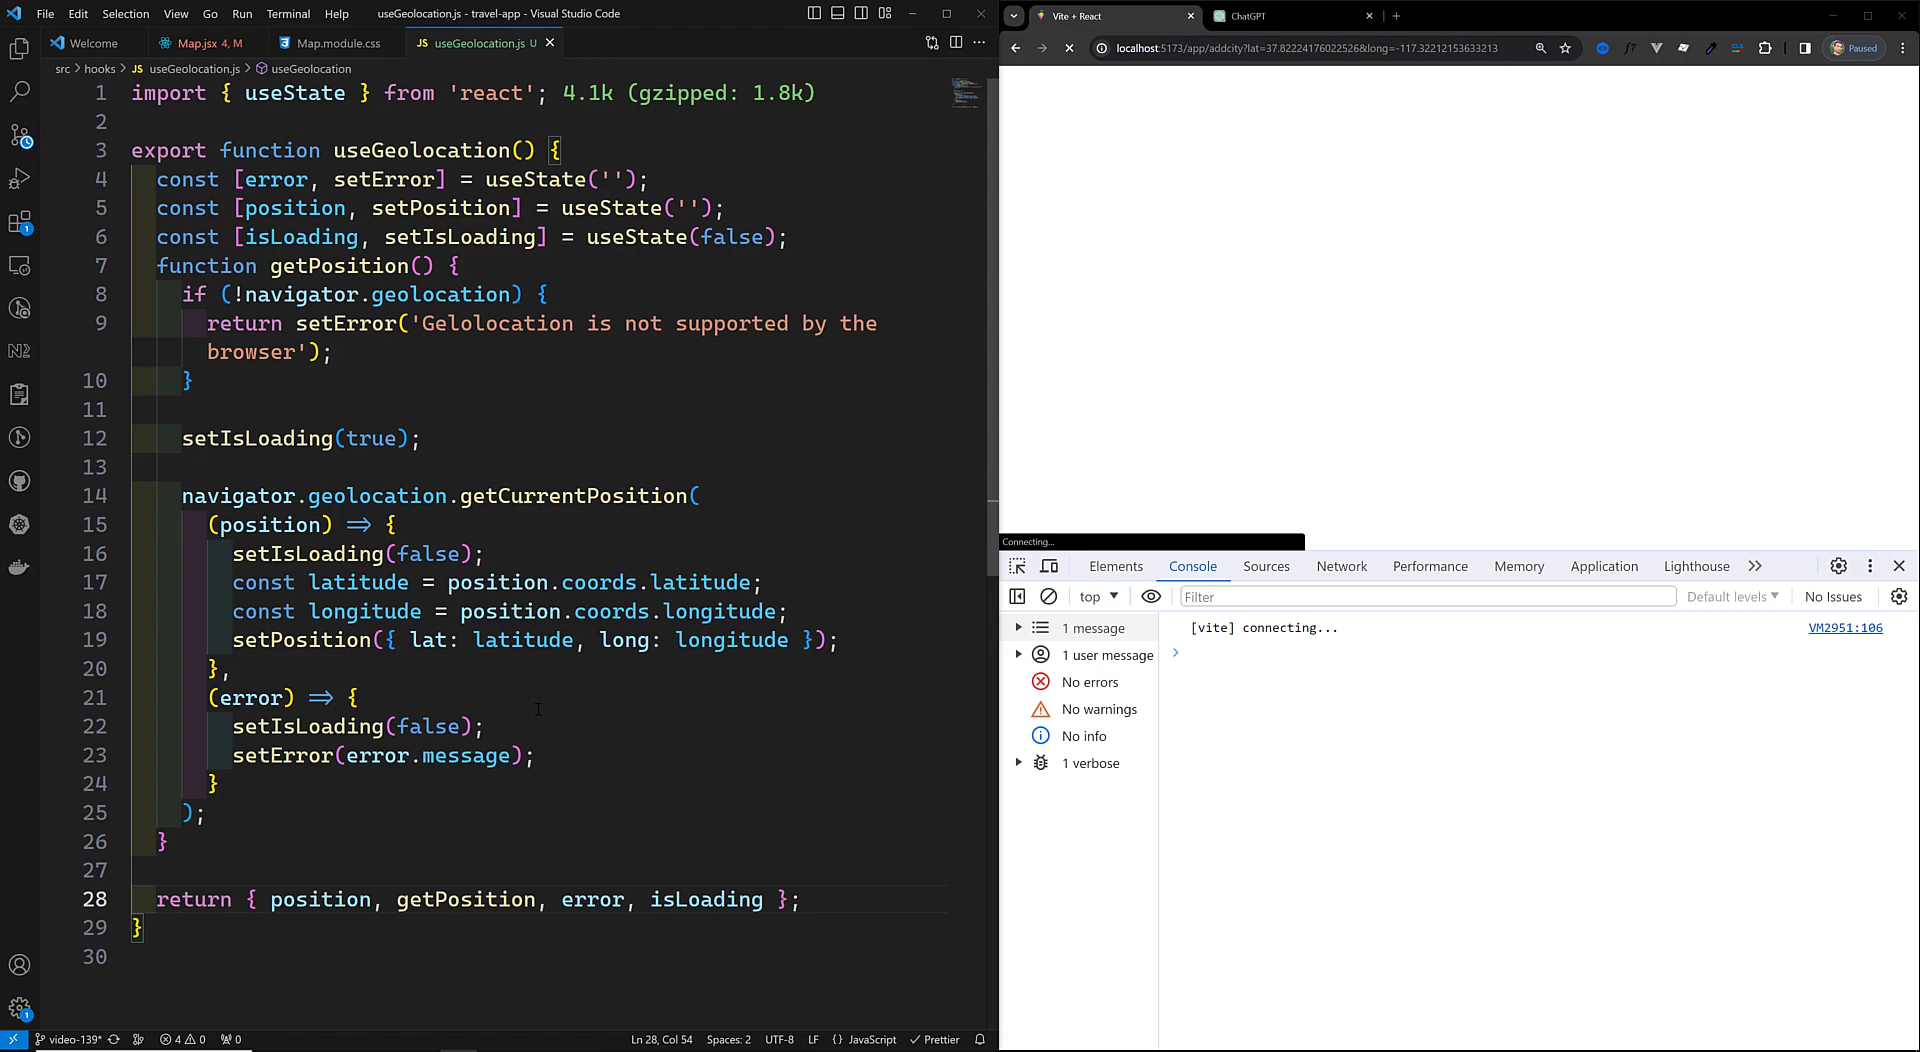 File Edit Selection View Go Run Terminal Help
useGeolocation.js - travel-app - Visual Studio Code
Welcome
Map.jsx 4, M
Map.module.css
JS useGeolocation.js U
src > hooks > JS useGeolocation.js > useGeolocation
1 import { useState } from 'react'; 4.1k (gzipped: 1.8k)
2
3 export function useGeolocation() {
4 const [error, setError] = useState('');
5 const [position, setPosition] = useState('');
6 const [isLoading, setIsLoading] = useState(false);
7 function getPosition() {
8 if (!navigator.geolocation) {
9 return setError('Gelolocation is not supported by the
browser');
10 }
11
12 setIsLoading(true);
13
14 navigator.geolocation.getCurrentPosition(
15 (position) => {
16 setIsLoading(false);
17 const latitude = position.coords.latitude;
18 const longitude = position.coords.longitude;
19 setPosition({ lat: latitude, long: longitude });
20 },
21 (error) => {
22 setIsLoading(false);
23 setError(error.message);
24 }
25 );
26 }
27
28 return { position, getPosition, error, isLoading };
29 }
30
video-139* 4 0 0 Ln 28, Col 54 Spaces: 2 UTF-8 LF {} JavaScript Prettier
Vite + React
ChatGPT
localhost:5173/app/addcity?lat=37.82224176022526&long=-117.32212153633213
Paused
Connecting...
Elements Console Sources Network Performance Memory Application Lighthouse
top Filter Default levels No Issues
1 message
1 user message
No errors
No warnings
No info
1 verbose
[vite] connecting... VM2951:106